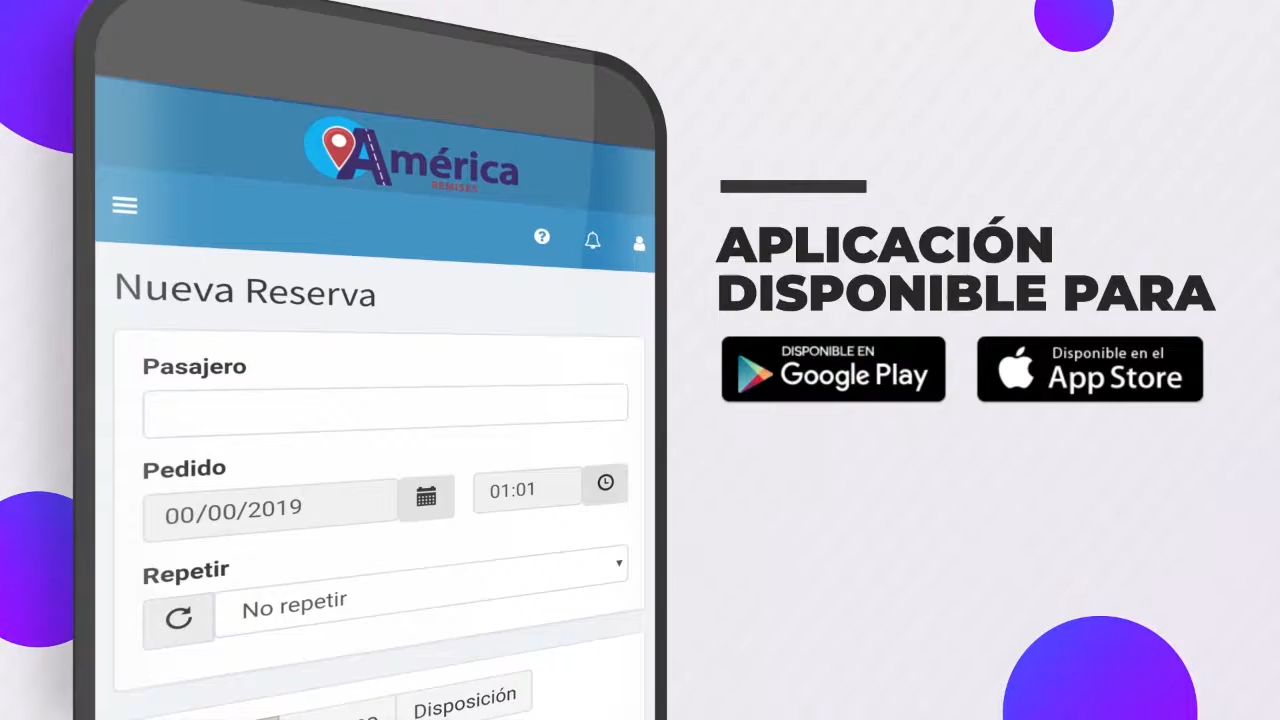 América
REMISES
Nueva Reserva
Pasajero
Pedido
00/00/2019
01:01
Repetir
No repetir
Disposición
APLICACIÓN
DISPONIBLE PARA
DISPONIBLE EN
Google Play
Disponible en el
App Store